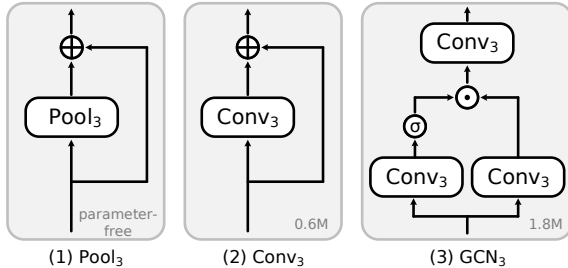 Pool₃
parameter-
free
(1) Pool₃
Conv₃
0.6M
(2) Conv₃
Conv₃
σ
Conv₃
Conv₃
1.8M
(3) GCN₃